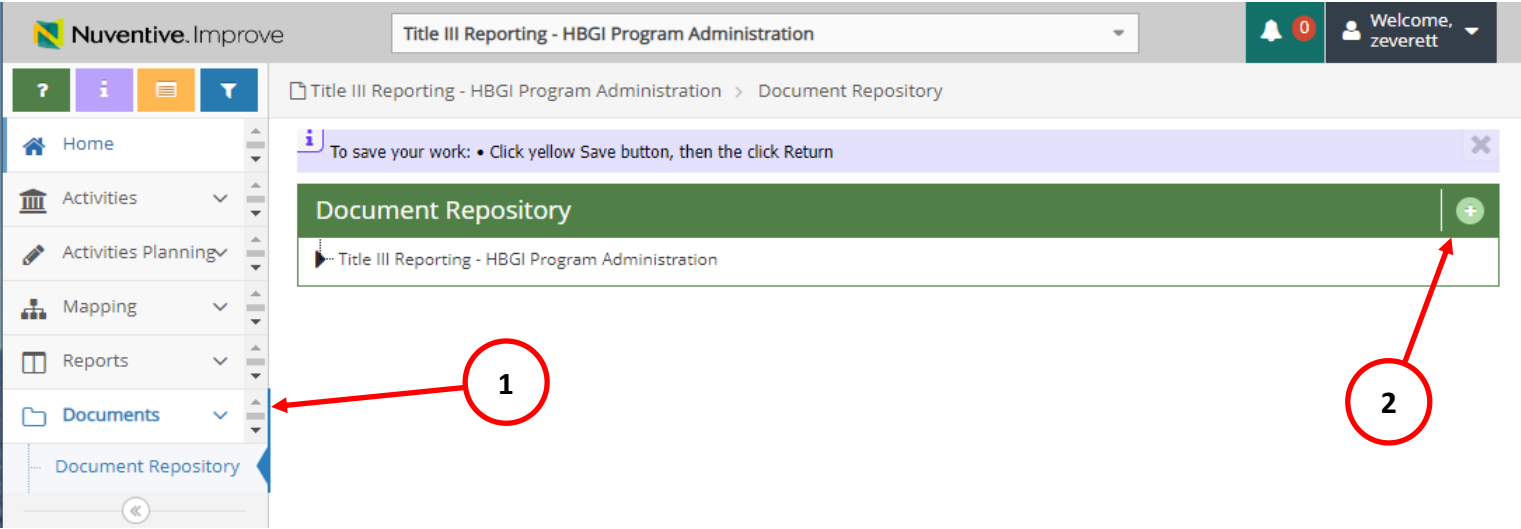 Nuventive.Improve
Title III Reporting - HBGI Program Administration
0
Welcome,
zeverett
? i
Title III Reporting - HBGI Program Administration > Document Repository
Home
i
To save your work: • Click yellow Save button, then the click Return
Activities
Document Repository
Activities Planning
Title III Reporting - HBGI Program Administration
Mapping
Reports
1
2
Documents
Document Repository